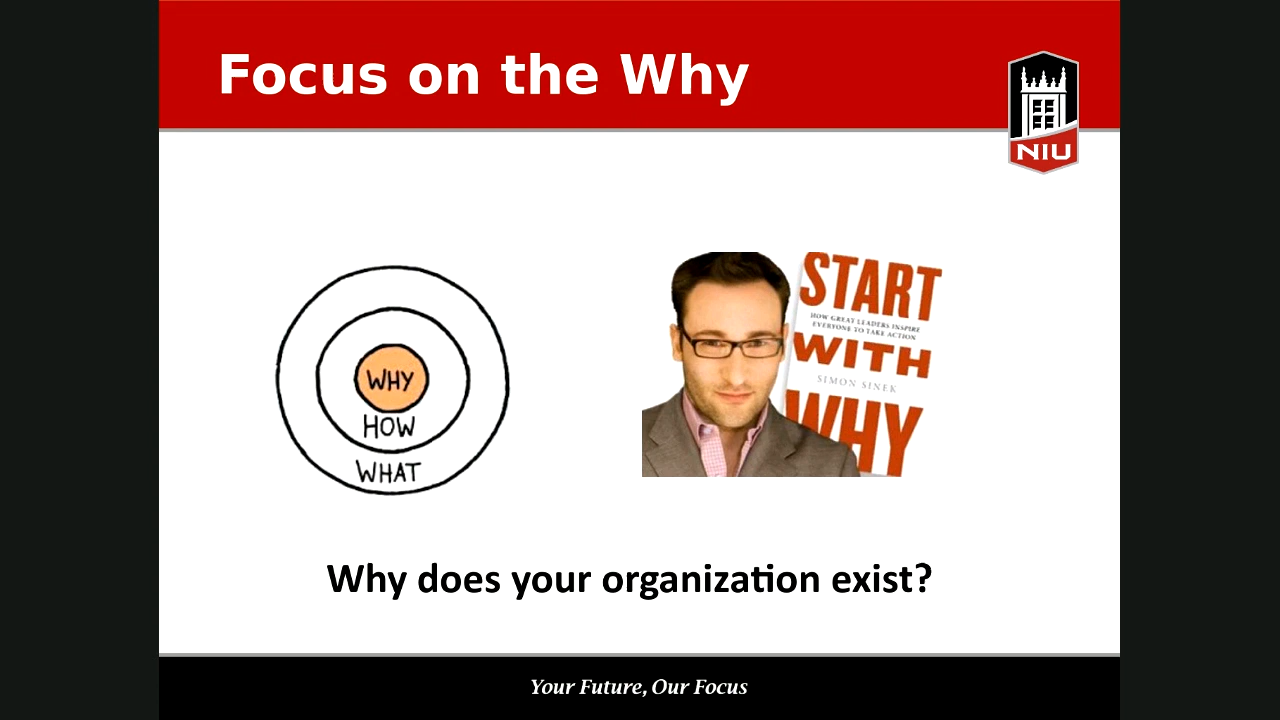 Focus on the Why
NIU
WHY
HOW
WHAT
START
HOW GREAT LEADERS INSPIRE
EVERYONE TO TAKE ACTION
WITH
SIMON SINEK
WHY
Why does your organization exist?
Your Future, Our Focus